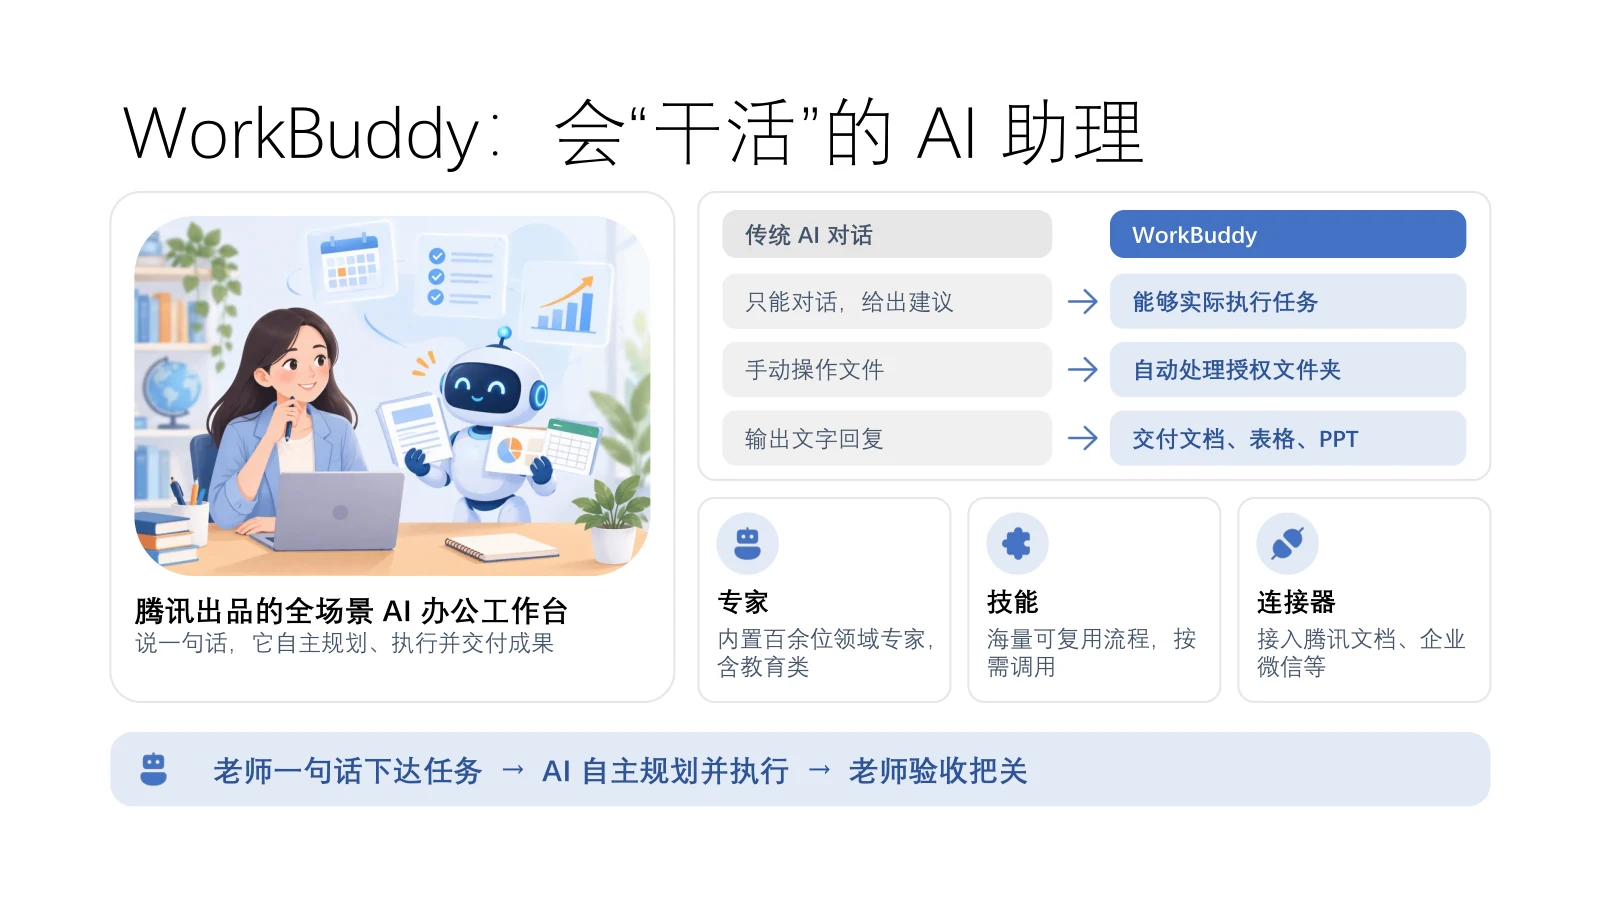 WorkBuddy：会“干活”的 AI 助理
腾讯出品的全场景 AI 办公工作台
说一句话，它自主规划、执行并交付成果
传统 AI 对话
WorkBuddy
只能对话，给出建议
→
能够实际执行任务
手动操作文件
→
自动处理授权文件夹
输出文字回复
→
交付文档、表格、PPT
专家
内置百余位领域专家，
含教育类
技能
海量可复用流程，按
需调用
连接器
接入腾讯文档、企业
微信等
老师一句话下达任务 → AI 自主规划并执行 → 老师验收把关